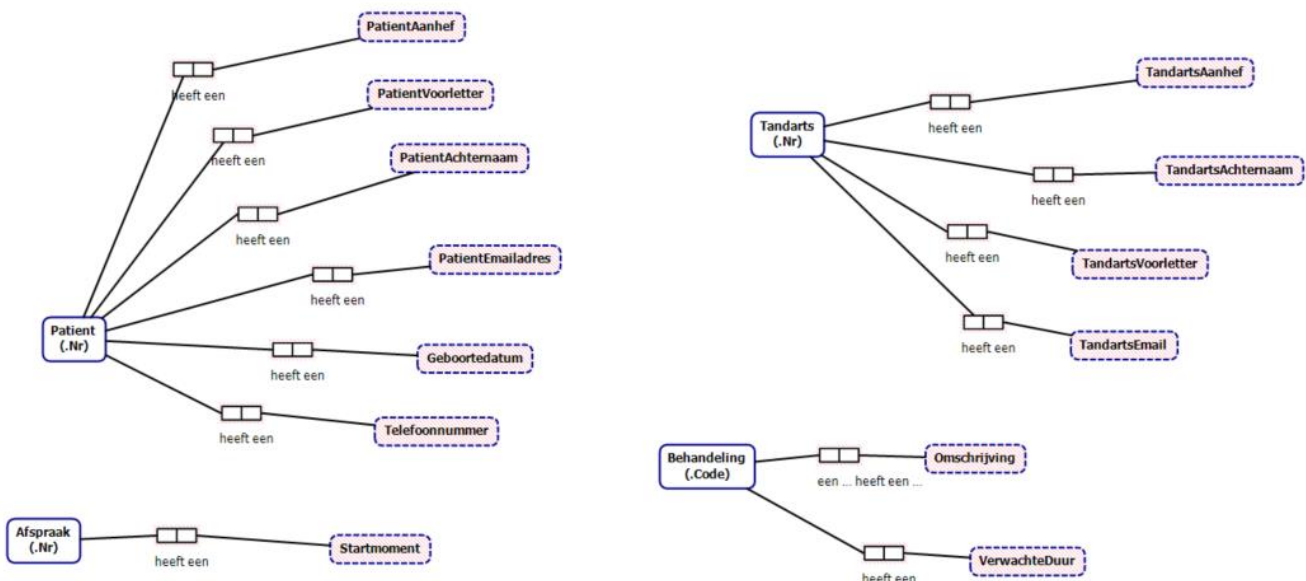 PatientAanhef
heeft een
PatientVoorletter
heeft een
PatientAchternaam
heeft een
PatientEmailadres
heeft een
Patient
(.Nr)
Geboortedatum
heeft een
Telefoonnummer
heeft een
Afspraak
(.Nr)
Startmoment
heeft een
TandartsAanhef
heeft een
Tandarts
(.Nr)
TandartsAchternaam
heeft een
TandartsVoorletter
heeft een
TandartsEmail
heeft een
Behandeling
(.Code)
Omschrijving
een ... heeft een ...
VerwachteDuur
heeft een